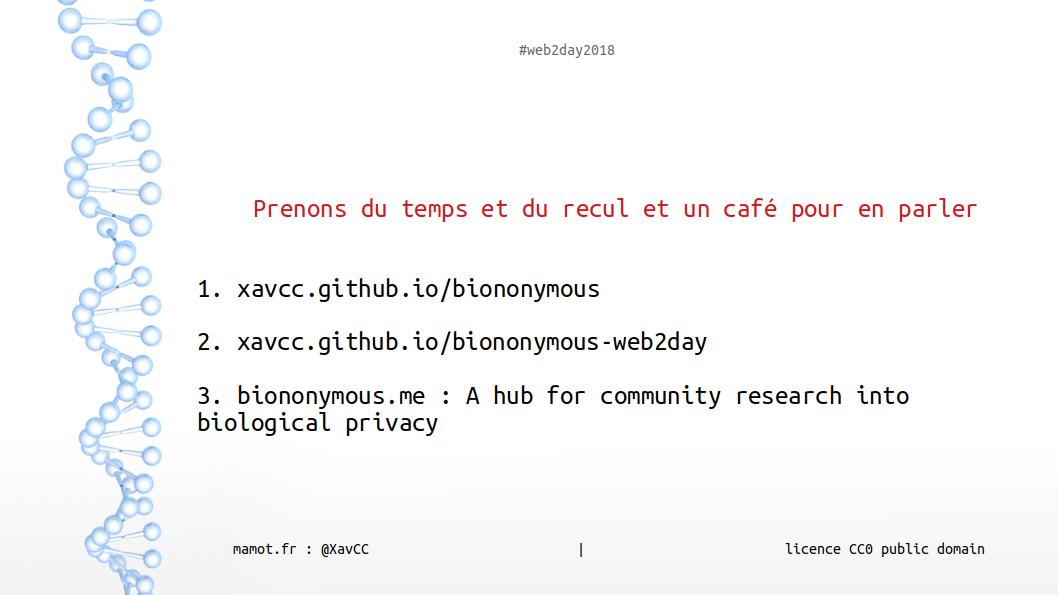 #web2day2018
Prenons du temps et du recul et un café pour en parler
1. xavcc.github.io/biononymous
2. xavcc.github.io/biononymous-web2day
3. biononymous.me : A hub for community research into
biological privacy
mamot.fr : @XavCC | licence CC0 public domain